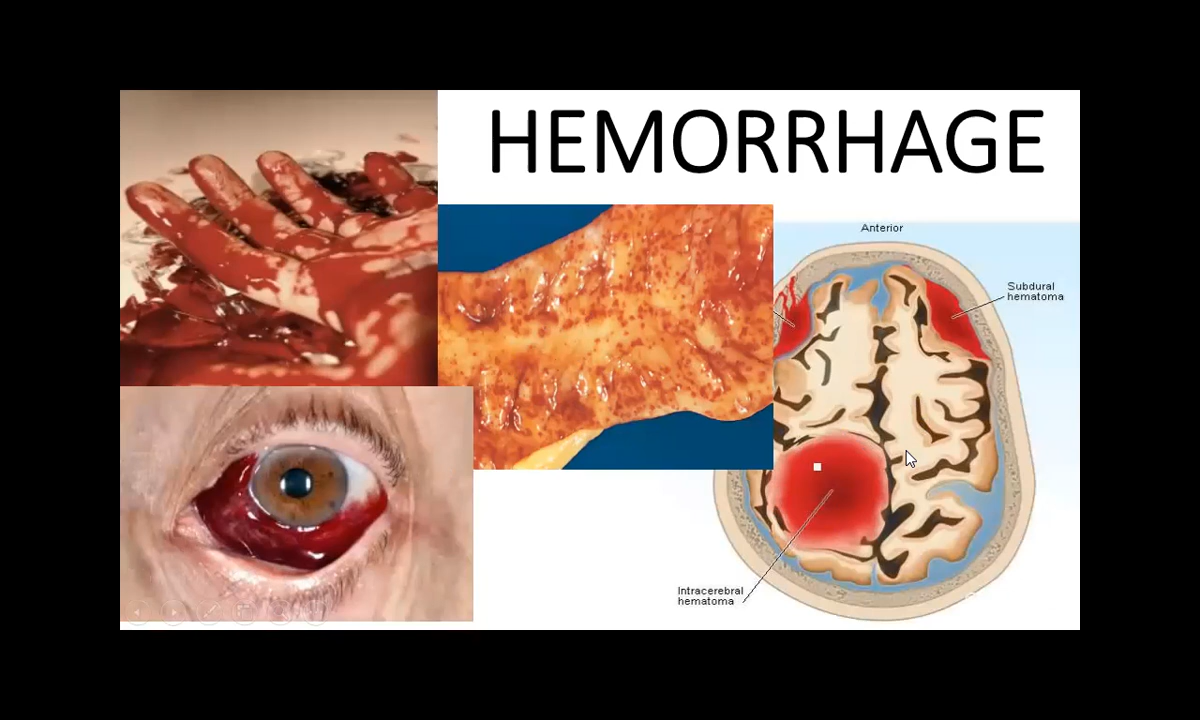 HEMORRHAGE
Anterior
Subdural
hematoma
Intracerebral
hematoma